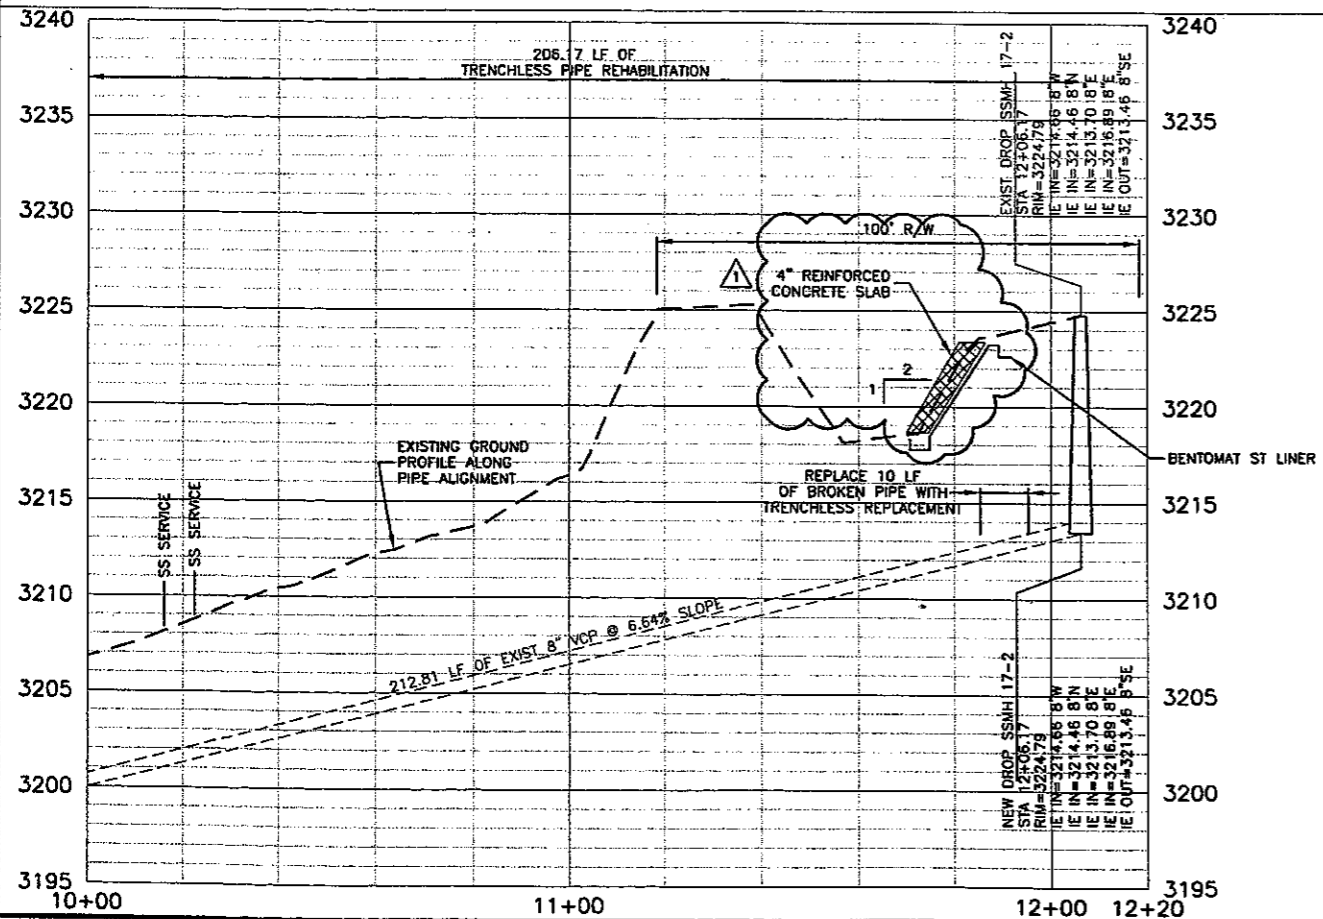 3240
3235
3230
3225
3220
3215
3210
3205
3200
3195
206.17 LF OF
TRENCHLESS PIPE REHABILITATION
100' R/W
1
4" REINFORCED
CONCRETE SLAB
2
1
EXISTING GROUND
PROFILE ALONG
PIPE ALIGNMENT
SS SERVICE
SS SERVICE
REPLACE 10 LF
OF BROKEN PIPE WITH
TRENCHLESS REPLACEMENT
212.81 LF OF EXIST 8" VCP @ 6.64% SLOPE
BENTOMAT ST LINER
EXIST DROP SSMH 17-2
STA 12+06.17
RIM=3224.79
IE IN=3214.66 8"W
IE IN=3214.46 8"N
IE IN=3213.70 8"E
IE IN=3216.89 8"E
IE OUT=3213.46 8"SE
NEW DROP SSMH 17-2
STA 12+06.17
RIM=3224.79
IE IN=3214.66 8"W
IE IN=3214.46 8"N
IE IN=3213.70 8"E
IE IN=3216.89 8"E
IE OUT=3213.46 8"SE
3240
3235
3230
3225
3220
3215
3210
3205
3200
3195
10+00
11+00
12+00
12+20